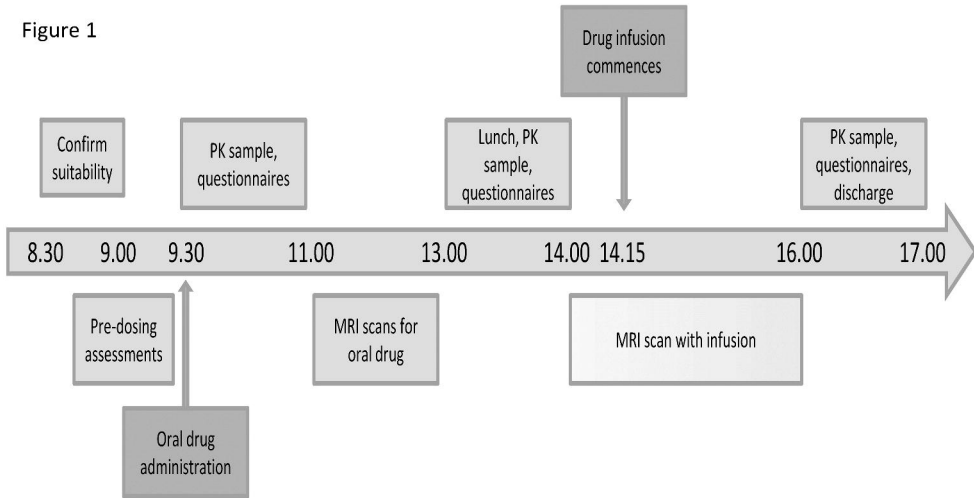 Figure 1
Drug infusion
commences
Confirm
suitability
PK sample,
questionnaires
Lunch, PK
sample,
questionnaires
PK sample,
questionnaires,
discharge
8.30 9.00 9.30 11.00 13.00 14.00 14.15 16.00 17.00
Pre-dosing
assessments
MRI scans for
oral drug
MRI scan with infusion
Oral drug
administration